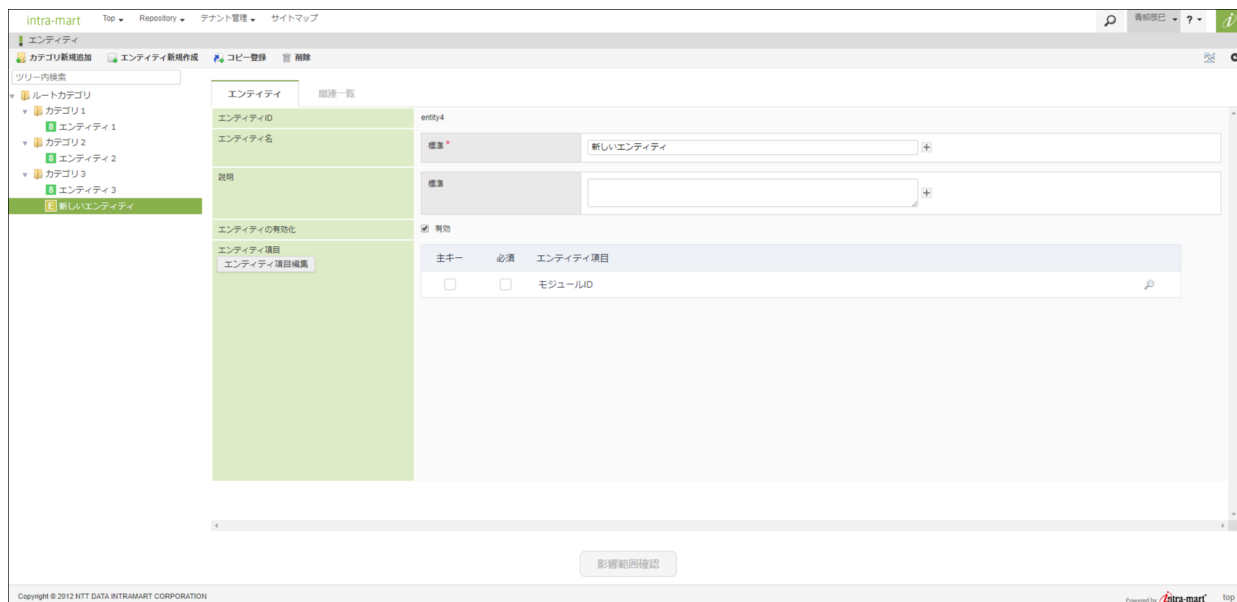 intra-mart Top Repository テナント管理 サイトマップ 青柳辰巳 ?
エンティティ
カテゴリ新規追加 エンティティ新規作成 コピー登録 削除
ツリー内検索
ルートカテゴリ
カテゴリ1
エンティティ1
カテゴリ2
エンティティ2
カテゴリ3
エンティティ3
新しいエンティティ
エンティティ 関連一覧
エンティティID entity4
エンティティ名 標準 * 新しいエンティティ
説明 標準
エンティティの有効化 有効
エンティティ項目
エンティティ項目編集
主キー 必須 エンティティ項目
モジュールID
影響範囲確認
Copyright © 2012 NTT DATA INTRAMART CORPORATION Powered by intra-mart top